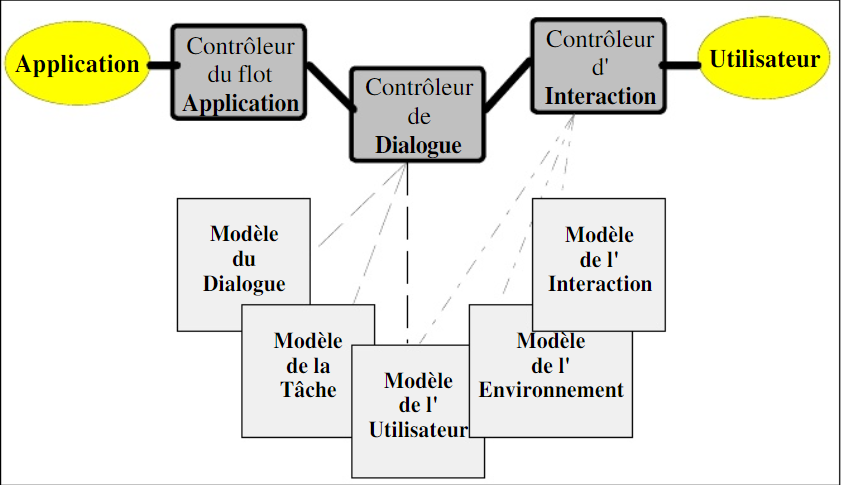 Application
Contrôleur
du flot
Application
Contrôleur
de
Dialogue
Contrôleur
d'
Interaction
Utilisateur
Modèle
du
Dialogue
Modèle
de la
Tâche
Modèle
de l'
Utilisateur
Modèle
de l'
Environnement
Modèle
de l'
Interaction